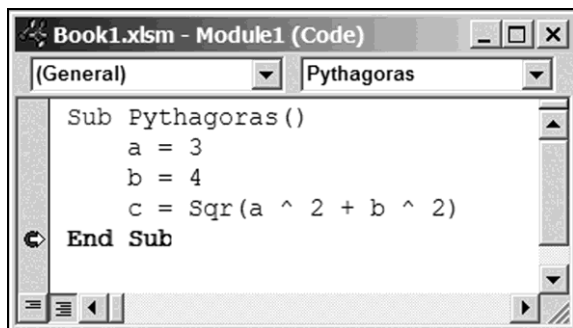 Book1.xlsm - Module1 (Code)
(General) Pythagoras
Sub Pythagoras()
a = 3
b = 4
c = Sqr(a ^ 2 + b ^ 2)
End Sub